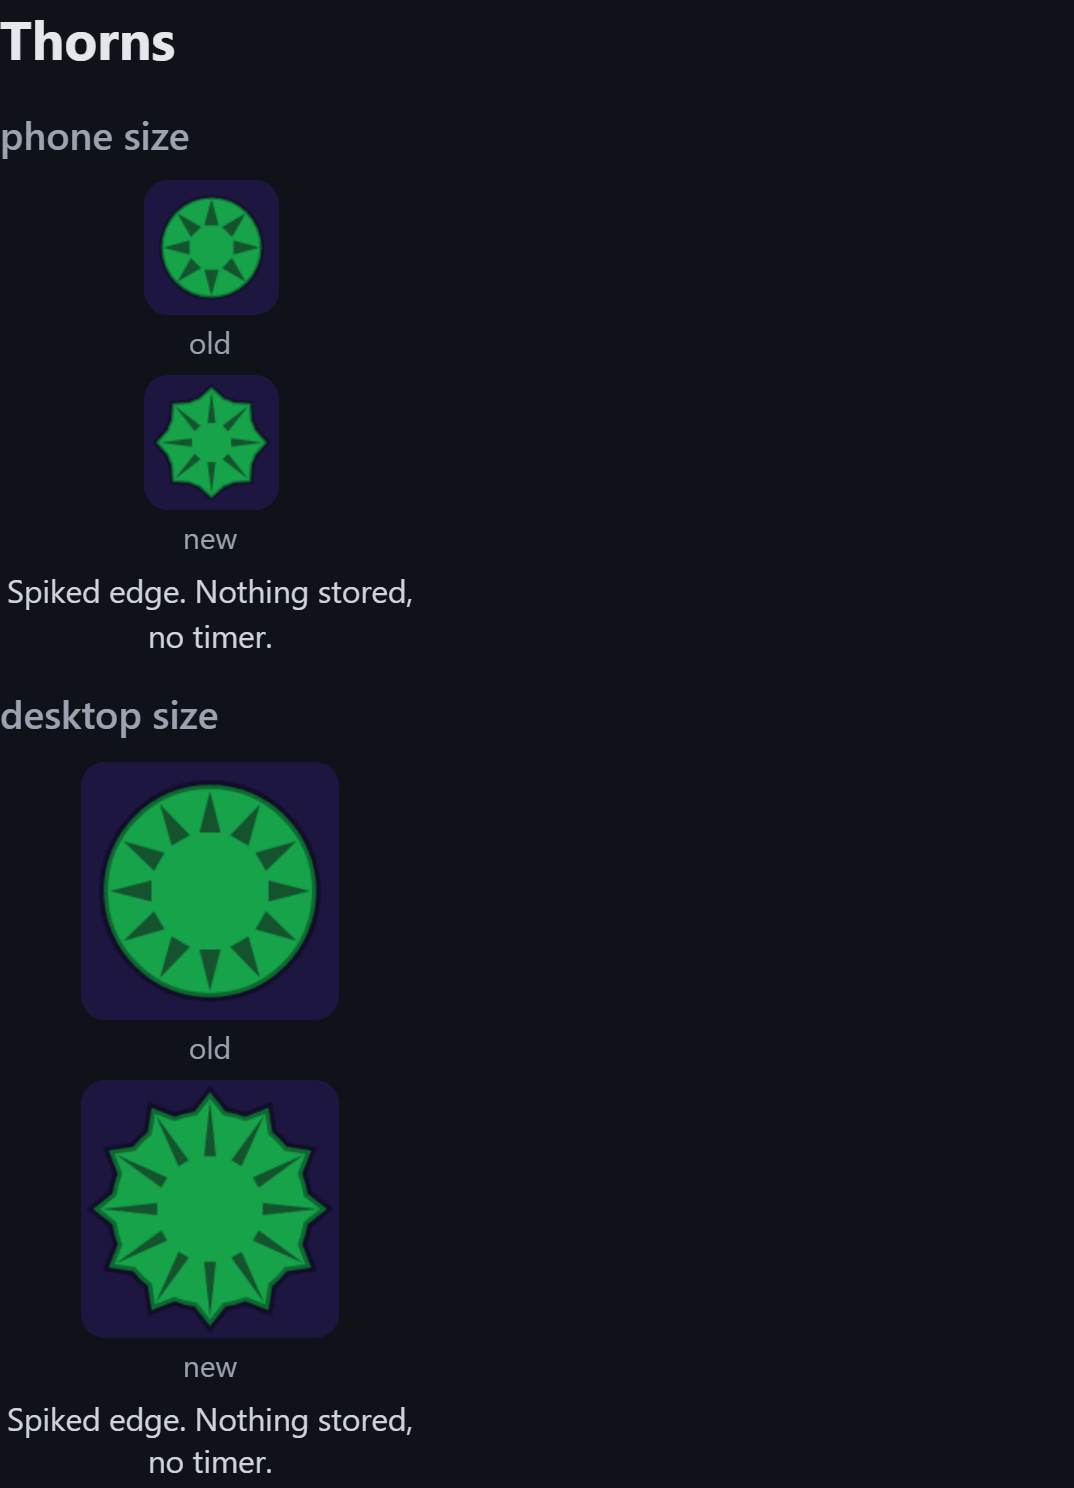 Thorns
phone size
old
new
Spiked edge. Nothing stored,
no timer.
desktop size
old
new
Spiked edge. Nothing stored,
no timer.